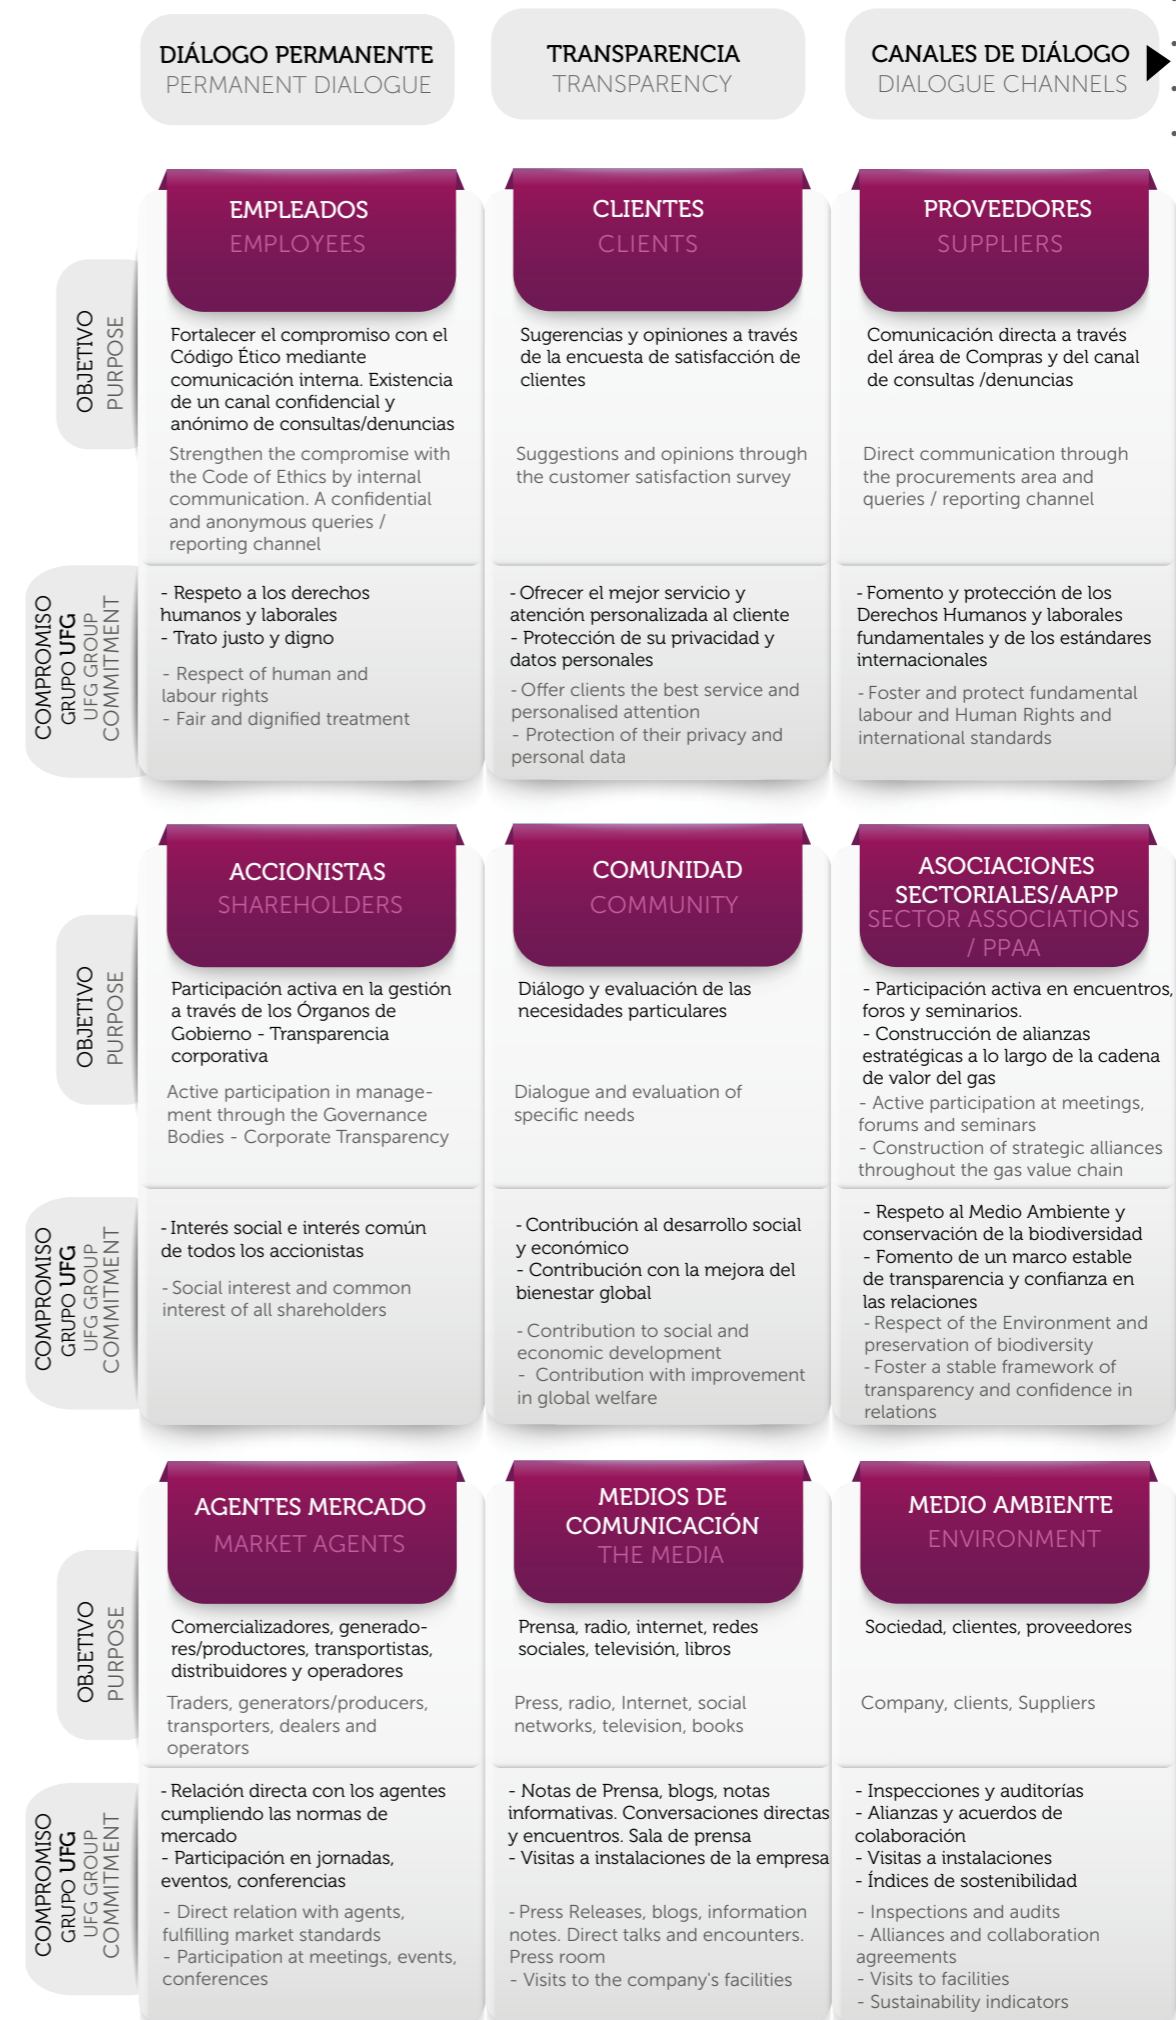 DIÁLOGO PERMANENTE
PERMANENT DIALOGUE
TRANSPARENCIA
TRANSPARENCY
CANALES DE DIÁLOGO
DIALOGUE CHANNELS
EMPLEADOS
EMPLOYEES
CLIENTES
CLIENTS
PROVEEDORES
SUPPLIERS
OBJETIVO
PURPOSE
Fortalecer el compromiso con el
Código Ético mediante
comunicación interna. Existencia
de un canal confidencial y
anónimo de consultas/denuncias
Strengthen the compromise with
the Code of Ethics by internal
communication. A confidential
and anonymous queries /
reporting channel
Sugerencias y opiniones a través
de la encuesta de satisfacción de
clientes
Suggestions and opinions through
the customer satisfaction survey
Comunicación directa a través
del área de Compras y del canal
de consultas /denuncias
Direct communication through
the procurements area and
queries / reporting channel
COMPROMISO
GRUPO UFG
UFG GROUP
COMMITMENT
- Respeto a los derechos
humanos y laborales
- Trato justo y digno
- Respect of human and
labour rights
- Fair and dignified treatment
- Ofrecer el mejor servicio y
atención personalizada al cliente
- Protección de su privacidad y
datos personales
- Offer clients the best service and
personalised attention
- Protection of their privacy and
personal data
- Fomento y protección de los
Derechos Humanos y laborales
fundamentales y de los estándares
internacionales
- Foster and protect fundamental
labour and Human Rights and
international standards
ACCIONISTAS
SHAREHOLDERS
COMUNIDAD
COMMUNITY
ASOCIACIONES
SECTORIALES/AAPP
SECTOR ASSOCIATIONS
/ PPAA
OBJETIVO
PURPOSE
Participación activa en la gestión
a través de los Órganos de
Gobierno - Transparencia
corporativa
Active participation in manage-
ment through the Governance
Bodies - Corporate Transparency
Diálogo y evaluación de las
necesidades particulares
Dialogue and evaluation of
specific needs
- Participación activa en encuentros,
foros y seminarios.
- Construcción de alianzas
estratégicas a lo largo de la cadena
de valor del gas
- Active participation at meetings,
forums and seminars
- Construction of strategic alliances
throughout the gas value chain
COMPROMISO
GRUPO UFG
UFG GROUP
COMMITMENT
- Interés social e interés común
de todos los accionistas
- Social interest and common
interest of all shareholders
- Contribución al desarrollo social
y económico
- Contribución con la mejora del
bienestar global
- Contribution to social and
economic development
- Contribution with improvement
in global welfare
- Respeto al Medio Ambiente y
conservación de la biodiversidad
- Fomento de un marco estable
de transparencia y confianza en
las relaciones
- Respect of the Environment and
preservation of biodiversity
- Foster a stable framework of
transparency and confidence in
relations
AGENTES MERCADO
MARKET AGENTS
MEDIOS DE
COMUNICACIÓN
THE MEDIA
MEDIO AMBIENTE
ENVIRONMENT
OBJETIVO
PURPOSE
Comercializadores, generado-
res/productores, transportistas,
distribuidores y operadores
Traders, generators/producers,
transporters, dealers and
operators
Prensa, radio, internet, redes
sociales, televisión, libros
Press, radio, Internet, social
networks, television, books
Sociedad, clientes, proveedores
Company, clients, Suppliers
COMPROMISO
GRUPO UFG
UFG GROUP
COMMITMENT
- Relación directa con los agentes
cumpliendo las normas de
mercado
- Participación en jornadas,
eventos, conferencias
- Direct relation with agents,
fulfilling market standards
- Participation at meetings, events,
conferences
- Notas de Prensa, blogs, notas
informativas. Conversaciones directas
y encuentros. Sala de prensa
- Visitas a instalaciones de la empresa
- Press Releases, blogs, information
notes. Direct talks and encounters.
Press room
- Visits to the company's facilities
- Inspecciones y auditorías
- Alianzas y acuerdos de
colaboración
- Visitas a instalaciones
- Índices de sostenibilidad
- Inspections and audits
- Alliances and collaboration
agreements
- Visits to facilities
- Sustainability indicators